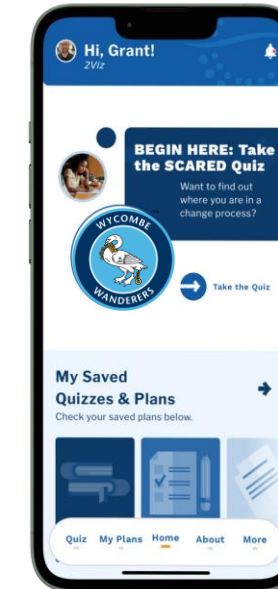 Hi, Grant!
2Viz
BEGIN HERE: Take
the SCARED Quiz
Want to find out
where you are in a
change process?
WYCOMBE
WANDERERS
Take the Quiz
My Saved
Quizzes & Plans
Check your saved plans below.
Quiz My Plans Home About More